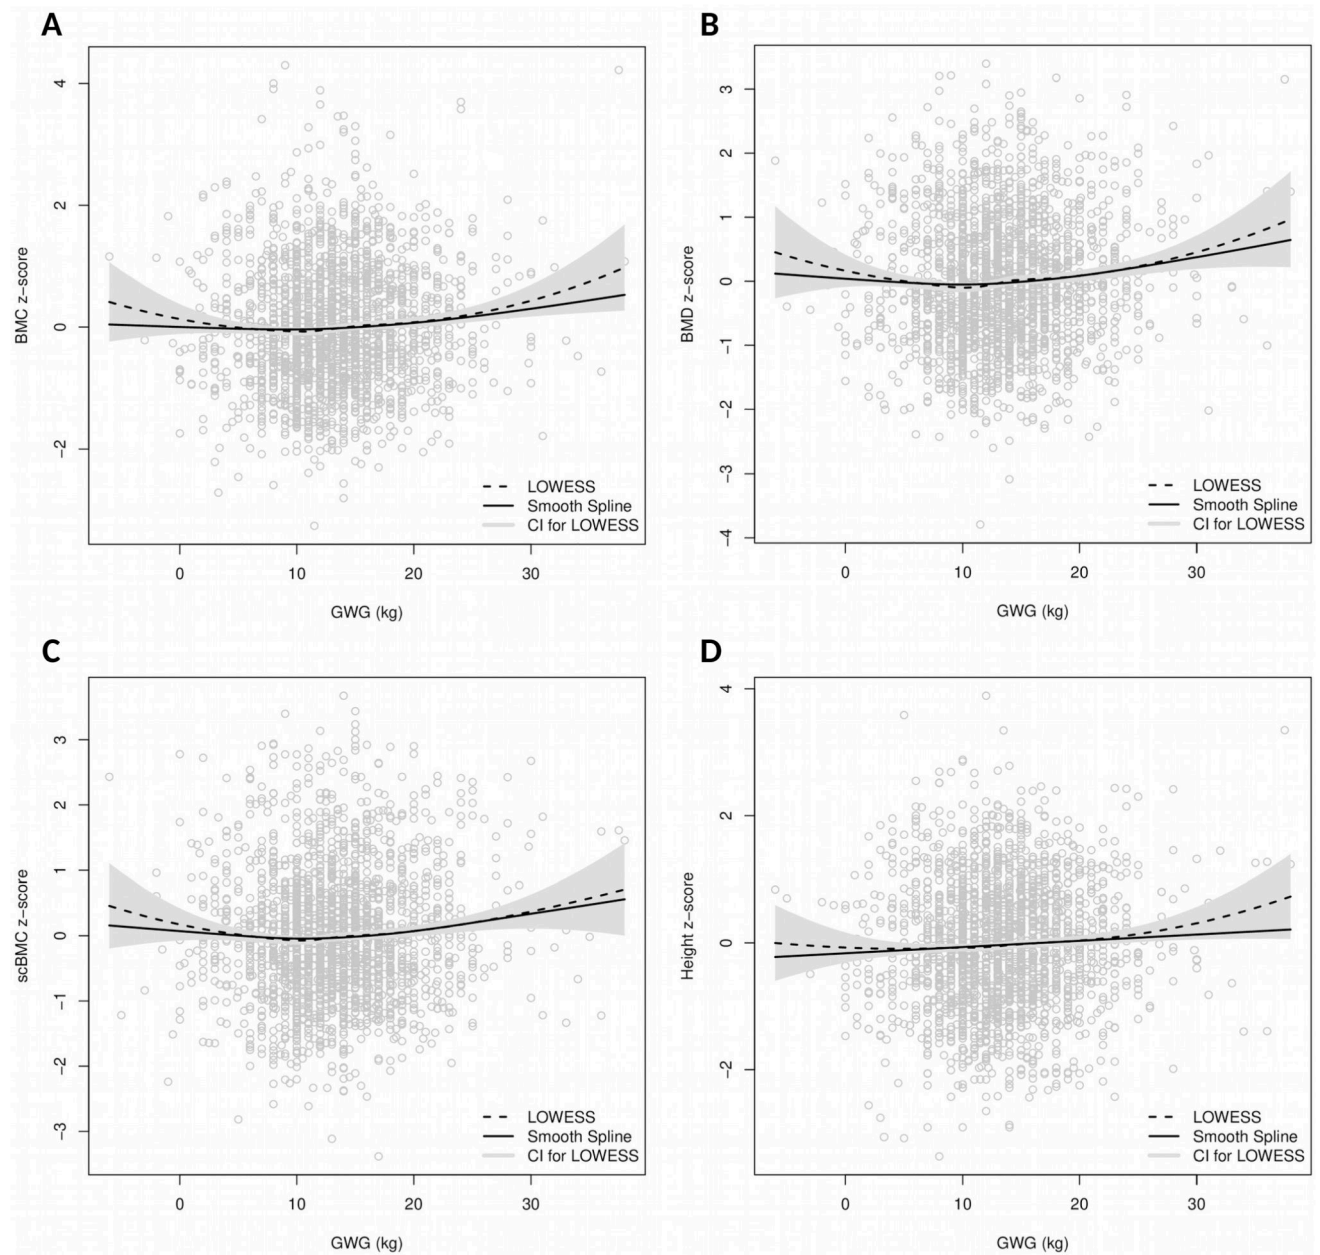 A
BMC z−score
4
2
0
−2
LOWESS
Smooth Spline
CI for LOWESS
0 10 20 30
GWG (kg)
B
BMD z−score
3
2
1
0
−1
−2
−3
−4
LOWESS
Smooth Spline
CI for LOWESS
0 10 20 30
GWG (kg)
C
scBMC z−score
3
2
1
0
−1
−2
−3
LOWESS
Smooth Spline
CI for LOWESS
0 10 20 30
GWG (kg)
D
Height z−score
4
2
0
−2
LOWESS
Smooth Spline
CI for LOWESS
0 10 20 30
GWG (kg)